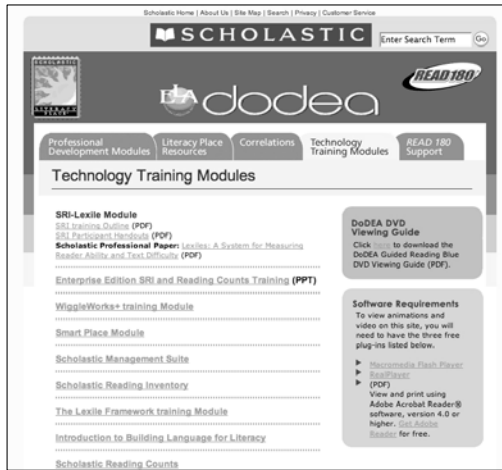 Scholastic Home | About Us | Site Map | Search | Privacy | Customer Service
SCHOLASTIC
Enter Search Term
Go
SCHOLASTIC
LITERACY PLACE
READ180
ELA dodea
Professional
Development Modules
Literacy Place
Resources
Correlations
Technology
Training Modules
READ 180
Support
Technology Training Modules
SRI-Lexile Module
SRI training Outline (PDF)
SRI Participant Handouts (PDF)
Scholastic Professional Paper: Lexiles: A System for Measuring
Reader Ability and Text Difficulty (PDF)
Enterprise Edition SRI and Reading Counts Training (PPT)
WiggleWorks+ training Module
Smart Place Module
Scholastic Management Suite
Scholastic Reading Inventory
The Lexile Framework training Module
Introduction to Building Language for Literacy
Scholastic Reading Counts
DoDEA DVD
Viewing Guide
Click here to download the
DoDEA Guided Reading Blue
DVD Viewing Guide (PDF).
Software Requirements
To view animations and
video on this site, you will
need to have the three free
plug-ins listed below.
Macromedia Flash Player
RealPlayer
(PDF)
View and print using
Adobe Acrobat Reader®
software, version 4.0 or
higher. Get Adobe
Reader for free.